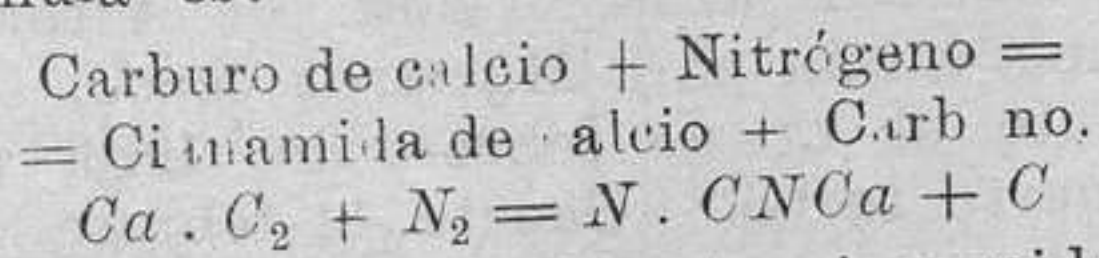 Carburo de calcio + Nitrógeno =
= Cianamida de calcio + Carbono.
Ca . C₂ + N₂ = N . CNCa + C